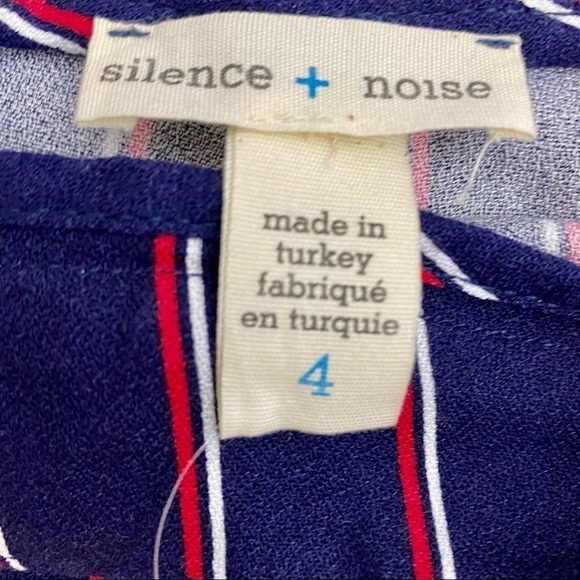 silence + noise
made in
turkey
fabriqué
en turquie
4